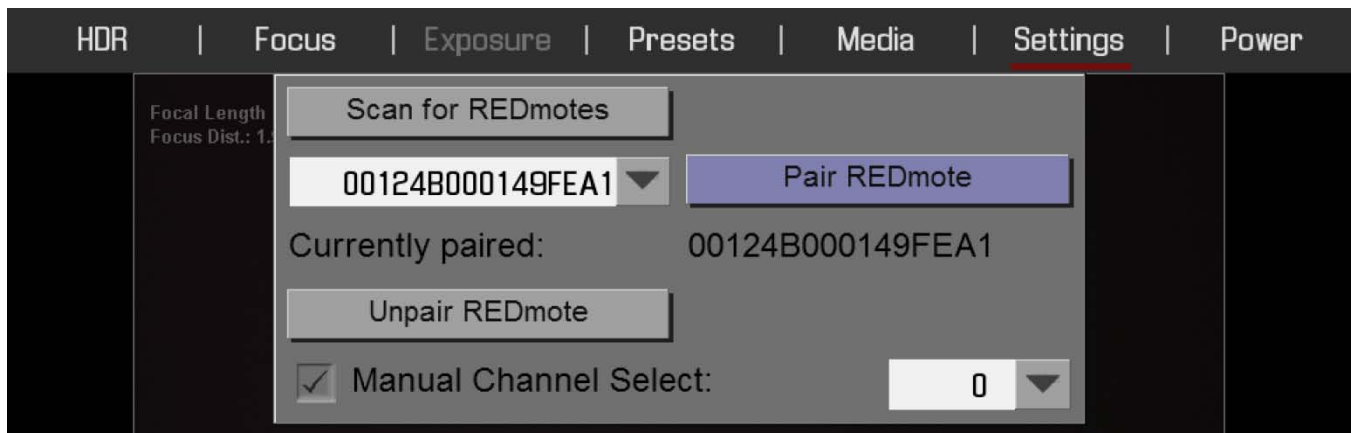 HDR | Focus | Exposure | Presets | Media | Settings | Power
Focal Length
Focus Dist.: 1.
Scan for REDmotes
00124B000149FEA1 Pair REDmote
Currently paired: 00124B000149FEA1
Unpair REDmote
Manual Channel Select: 0